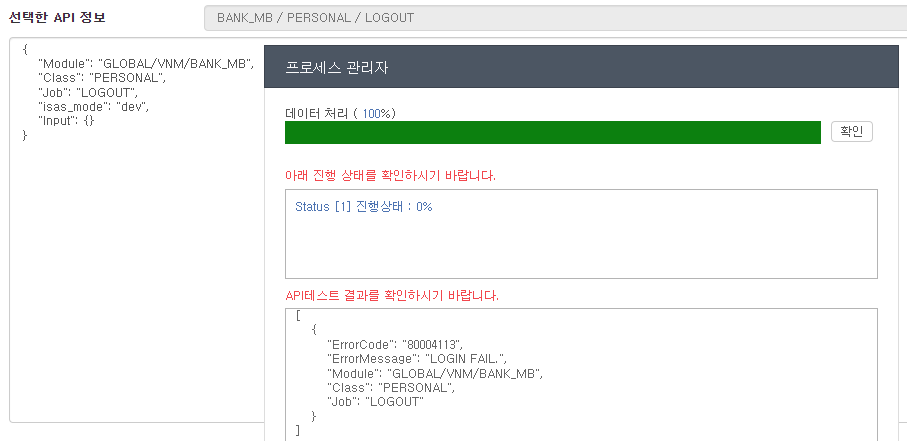 선택한 API 정보
BANK_MB / PERSONAL / LOGOUT
{
"Module": "GLOBAL/VNM/BANK_MB",
"Class": "PERSONAL",
"Job": "LOGOUT",
"isas_mode": "dev",
"Input": {}
}
프로세스 관리자
데이터 처리 ( 100%)
확인
아래 진행 상태를 확인하시기 바랍니다.
Status [1] 진행상태 : 0%
API테스트 결과를 확인하시기 바랍니다.
[
{
"ErrorCode": "80004113",
"ErrorMessage": "LOGIN FAIL.",
"Module": "GLOBAL/VNM/BANK_MB",
"Class": "PERSONAL",
"Job": "LOGOUT"
}
]